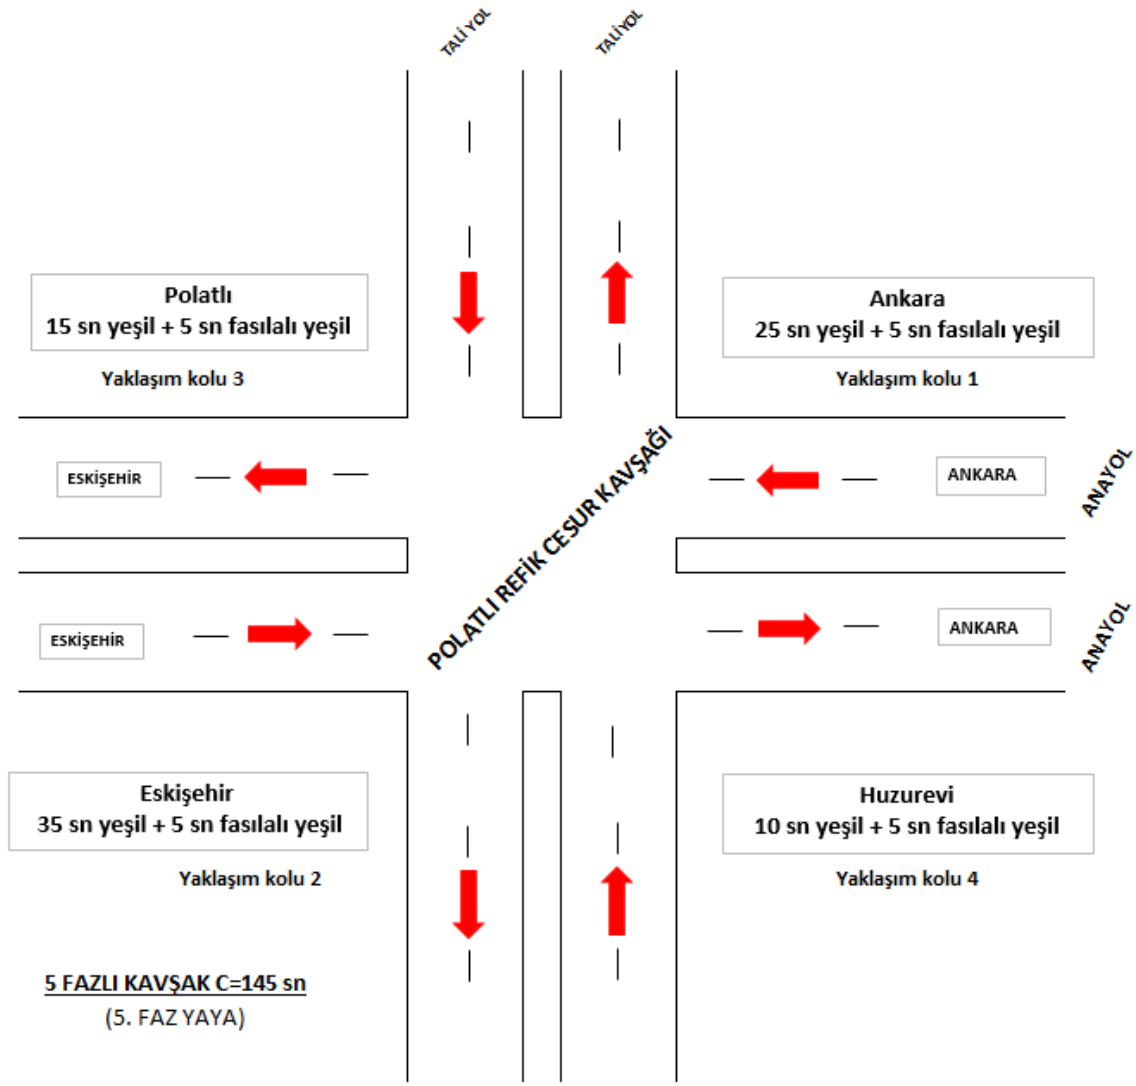 TALİ YOL
TALİ YOL
Polatlı
15 sn yeşil + 5 sn fasılalı yeşil
Yaklaşım kolu 3
Ankara
25 sn yeşil + 5 sn fasılalı yeşil
Yaklaşım kolu 1
ESKİŞEHİR
ANKARA
ANAYOL
POLATLI REFİK CESUR KAVŞAĞI
ESKİŞEHİR
ANKARA
ANAYOL
Eskişehir
35 sn yeşil + 5 sn fasılalı yeşil
Yaklaşım kolu 2
Huzurevi
10 sn yeşil + 5 sn fasılalı yeşil
Yaklaşım kolu 4
5 FAZLI KAVŞAK C=145 sn
(5. FAZ YAYA)